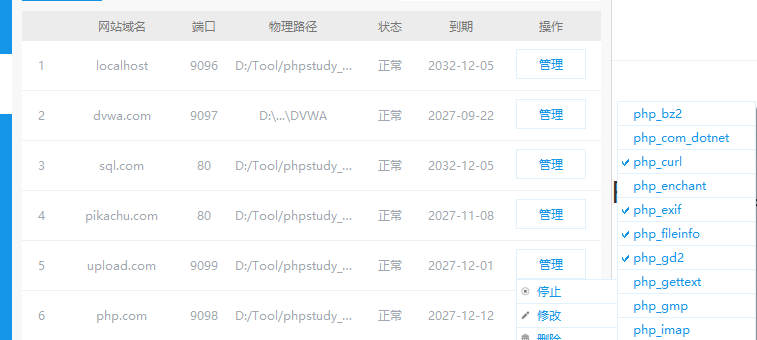 网站域名 端口 物理路径 状态 到期 操作
1 localhost 9096 D:/Tool/phpstudy_... 正常 2032-12-05 管理
2 dvwa.com 9097 D:\...\DVWA 正常 2027-09-22 管理
3 sql.com 80 D:/Tool/phpstudy_... 正常 2032-12-05 管理
4 pikachu.com 80 D:/Tool/phpstudy_... 正常 2027-11-08 管理
5 upload.com 9099 D:/Tool/phpstudy_... 正常 2027-12-01 管理
6 php.com 9098 D:/Tool/phpstudy_... 正常 2027-12-12
停止
修改
删除
php_bz2
php_com_dotnet
php_curl
php_enchant
php_exif
php_fileinfo
php_gd2
php_gettext
php_gmp
php_imap